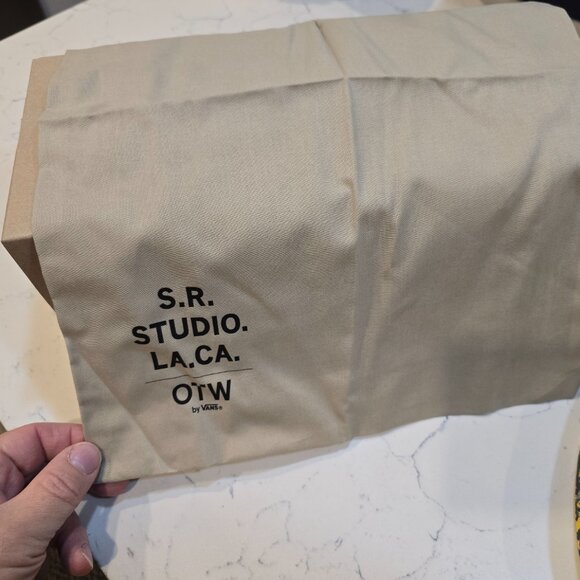 S.R.
STUDIO.
LA.CA.
OTW
by VANS®